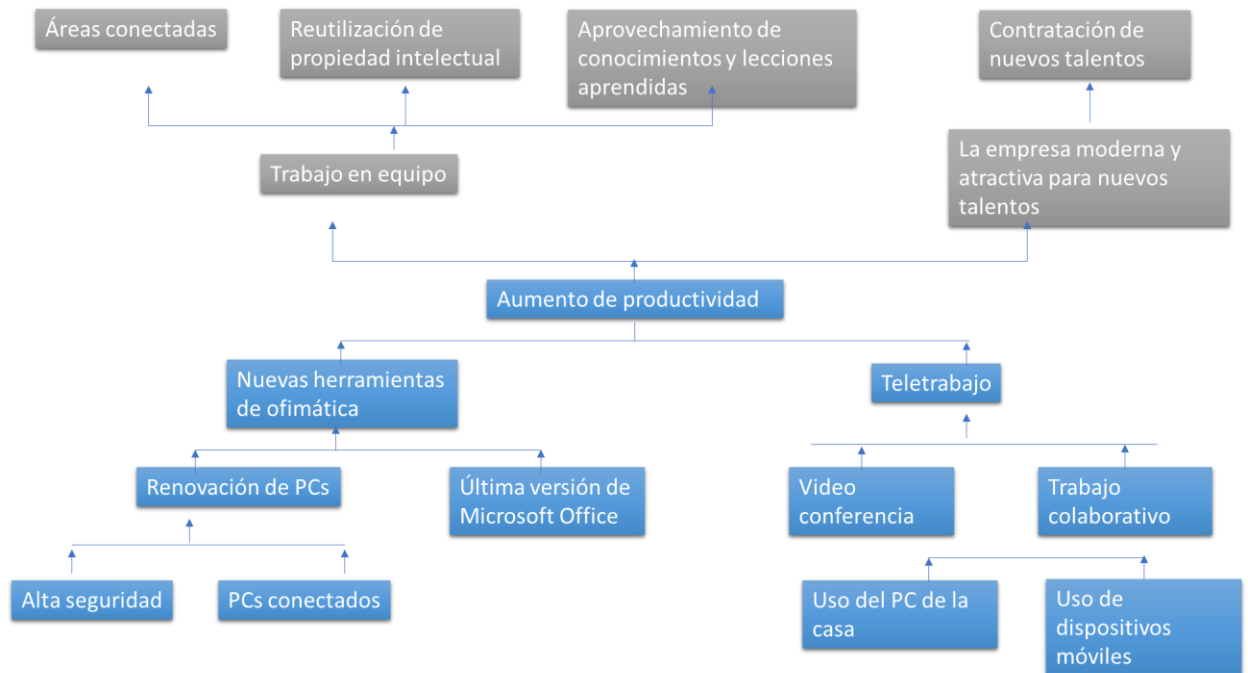 Áreas conectadas
Reutilización de
propiedad intelectual
Aprovechamiento de
conocimientos y lecciones
aprendidas
Contratación de
nuevos talentos
Trabajo en equipo
La empresa moderna y
atractiva para nuevos
talentos
Aumento de productividad
Nuevas herramientas
de ofimática
Teletrabajo
Renovación de PCs
Última versión de
Microsoft Office
Video
conferencia
Trabajo
colaborativo
Alta seguridad
PCs conectados
Uso del PC de la
casa
Uso de
dispositivos
móviles